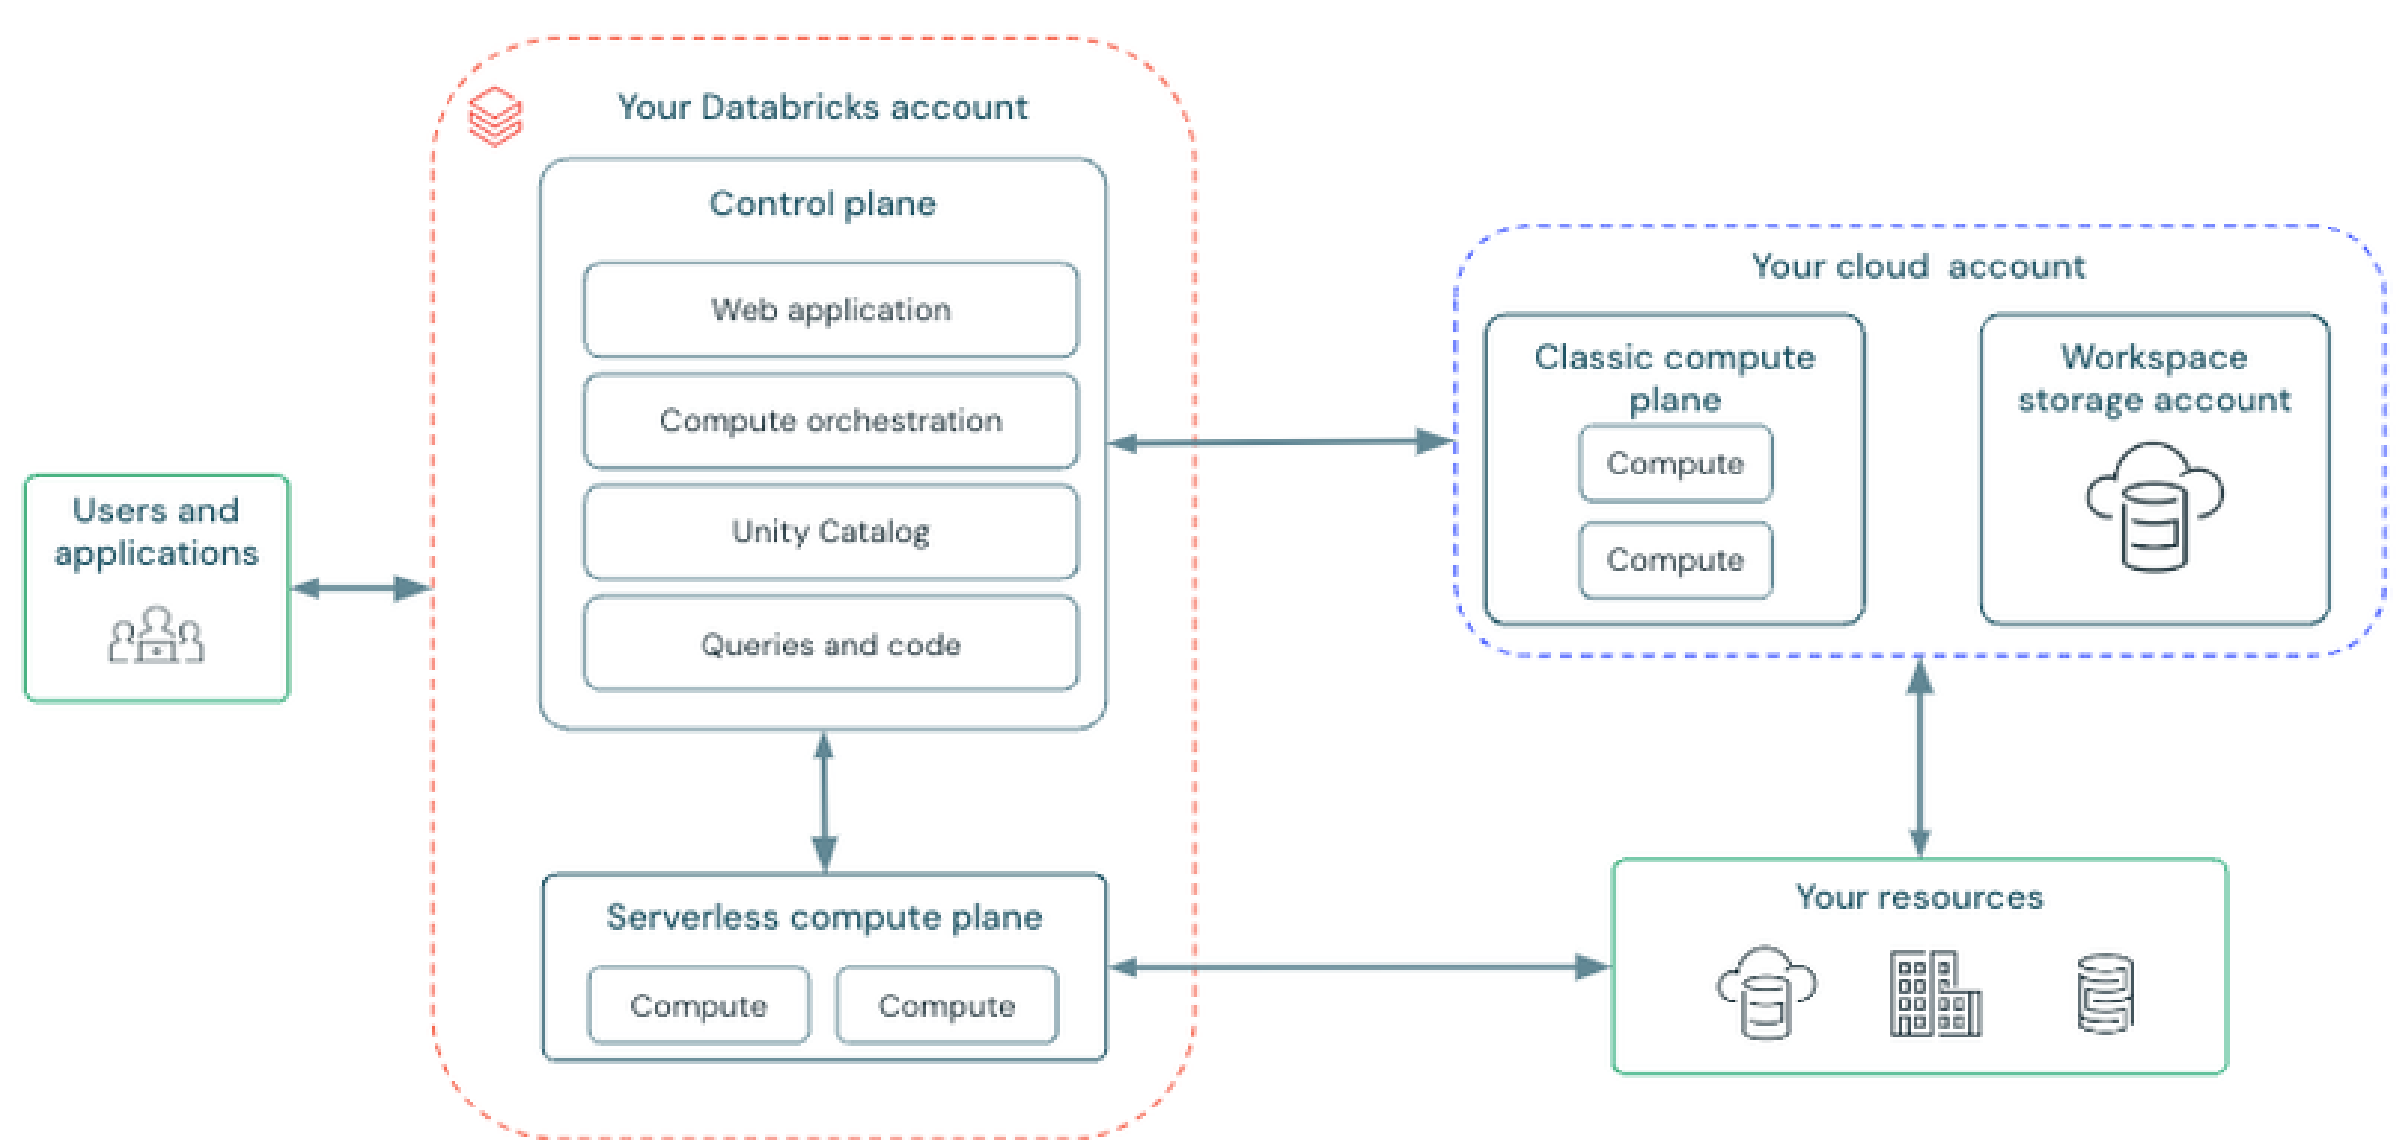 Your Databricks account
Control plane
Web application
Compute orchestration
Unity Catalog
Queries and code
Users and
applications
Serverless compute plane
Compute
Compute
Your cloud account
Classic compute
plane
Compute
Compute
Workspace
storage account
Your resources